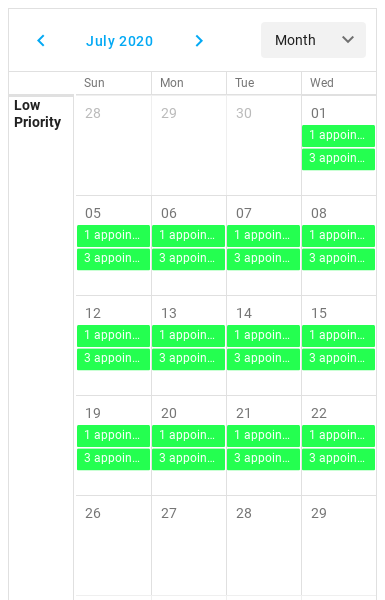 July 2020 Month
Sun Mon Tue Wed
Low
Priority
28 29 30 01
1 appoin...
3 appoin...
05 06 07 08
1 appoin... 1 appoin... 1 appoin... 1 appoin...
3 appoin... 3 appoin... 3 appoin... 3 appoin...
12 13 14 15
1 appoin... 1 appoin... 1 appoin... 1 appoin...
3 appoin... 3 appoin... 3 appoin... 3 appoin...
19 20 21 22
1 appoin... 1 appoin... 1 appoin... 1 appoin...
3 appoin... 3 appoin... 3 appoin... 3 appoin...
26 27 28 29